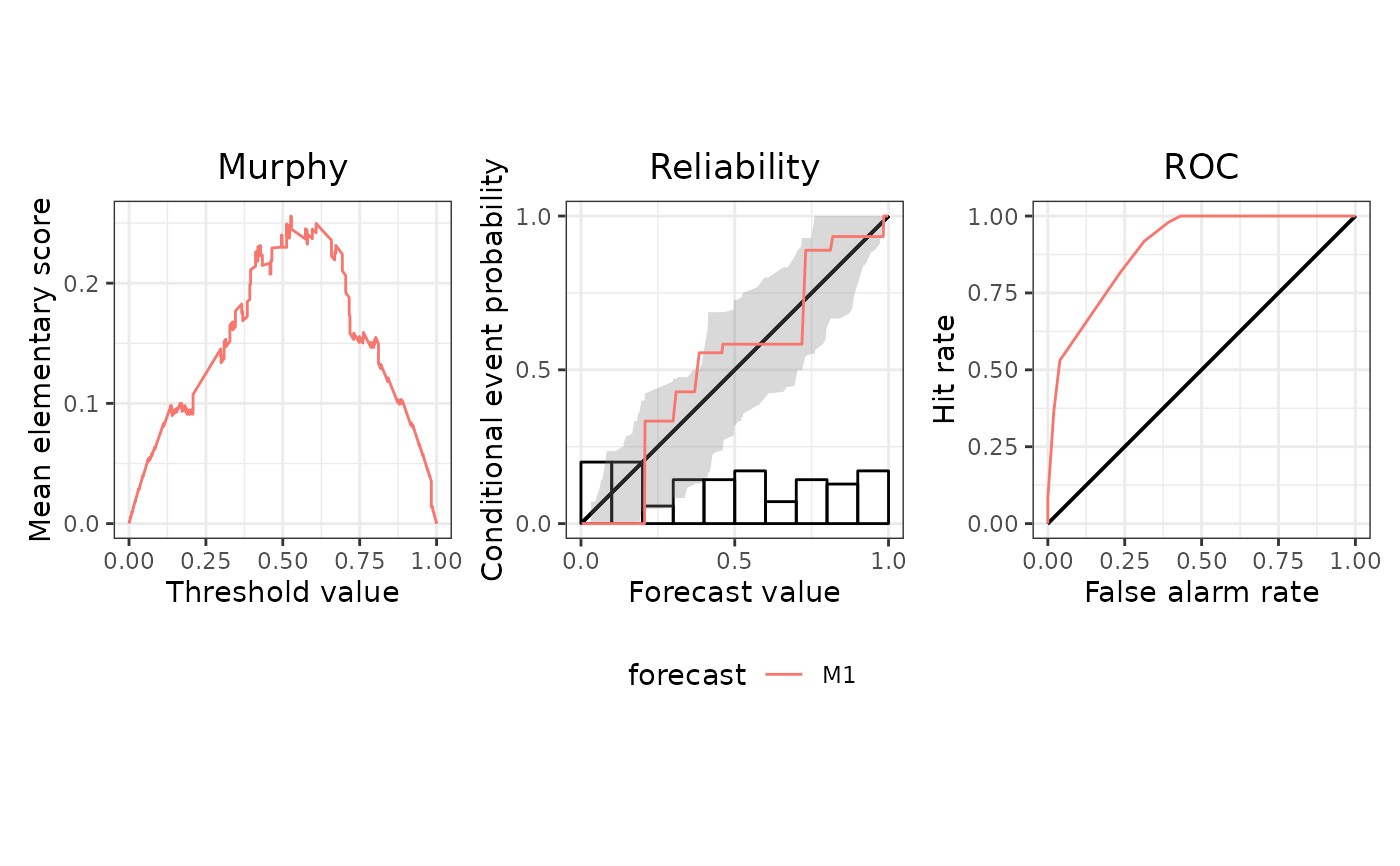 Murphy
Mean elementary score
0.2
0.1
0.0
0.00 0.25 0.50 0.75 1.00
Threshold value
Reliability
Conditional event probability
1.0
0.5
0.0
0.0 0.5 1.0
Forecast value
ROC
Hit rate
1.00
0.75
0.50
0.25
0.00
0.00 0.25 0.50 0.75 1.00
False alarm rate
forecast M1